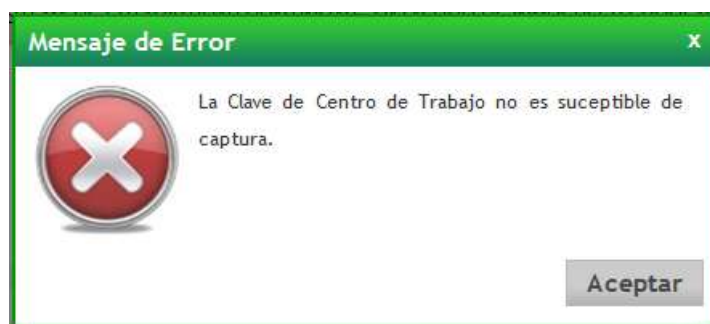 Mensaje de Error x
La Clave de Centro de Trabajo no es suceptible de
captura.
Aceptar